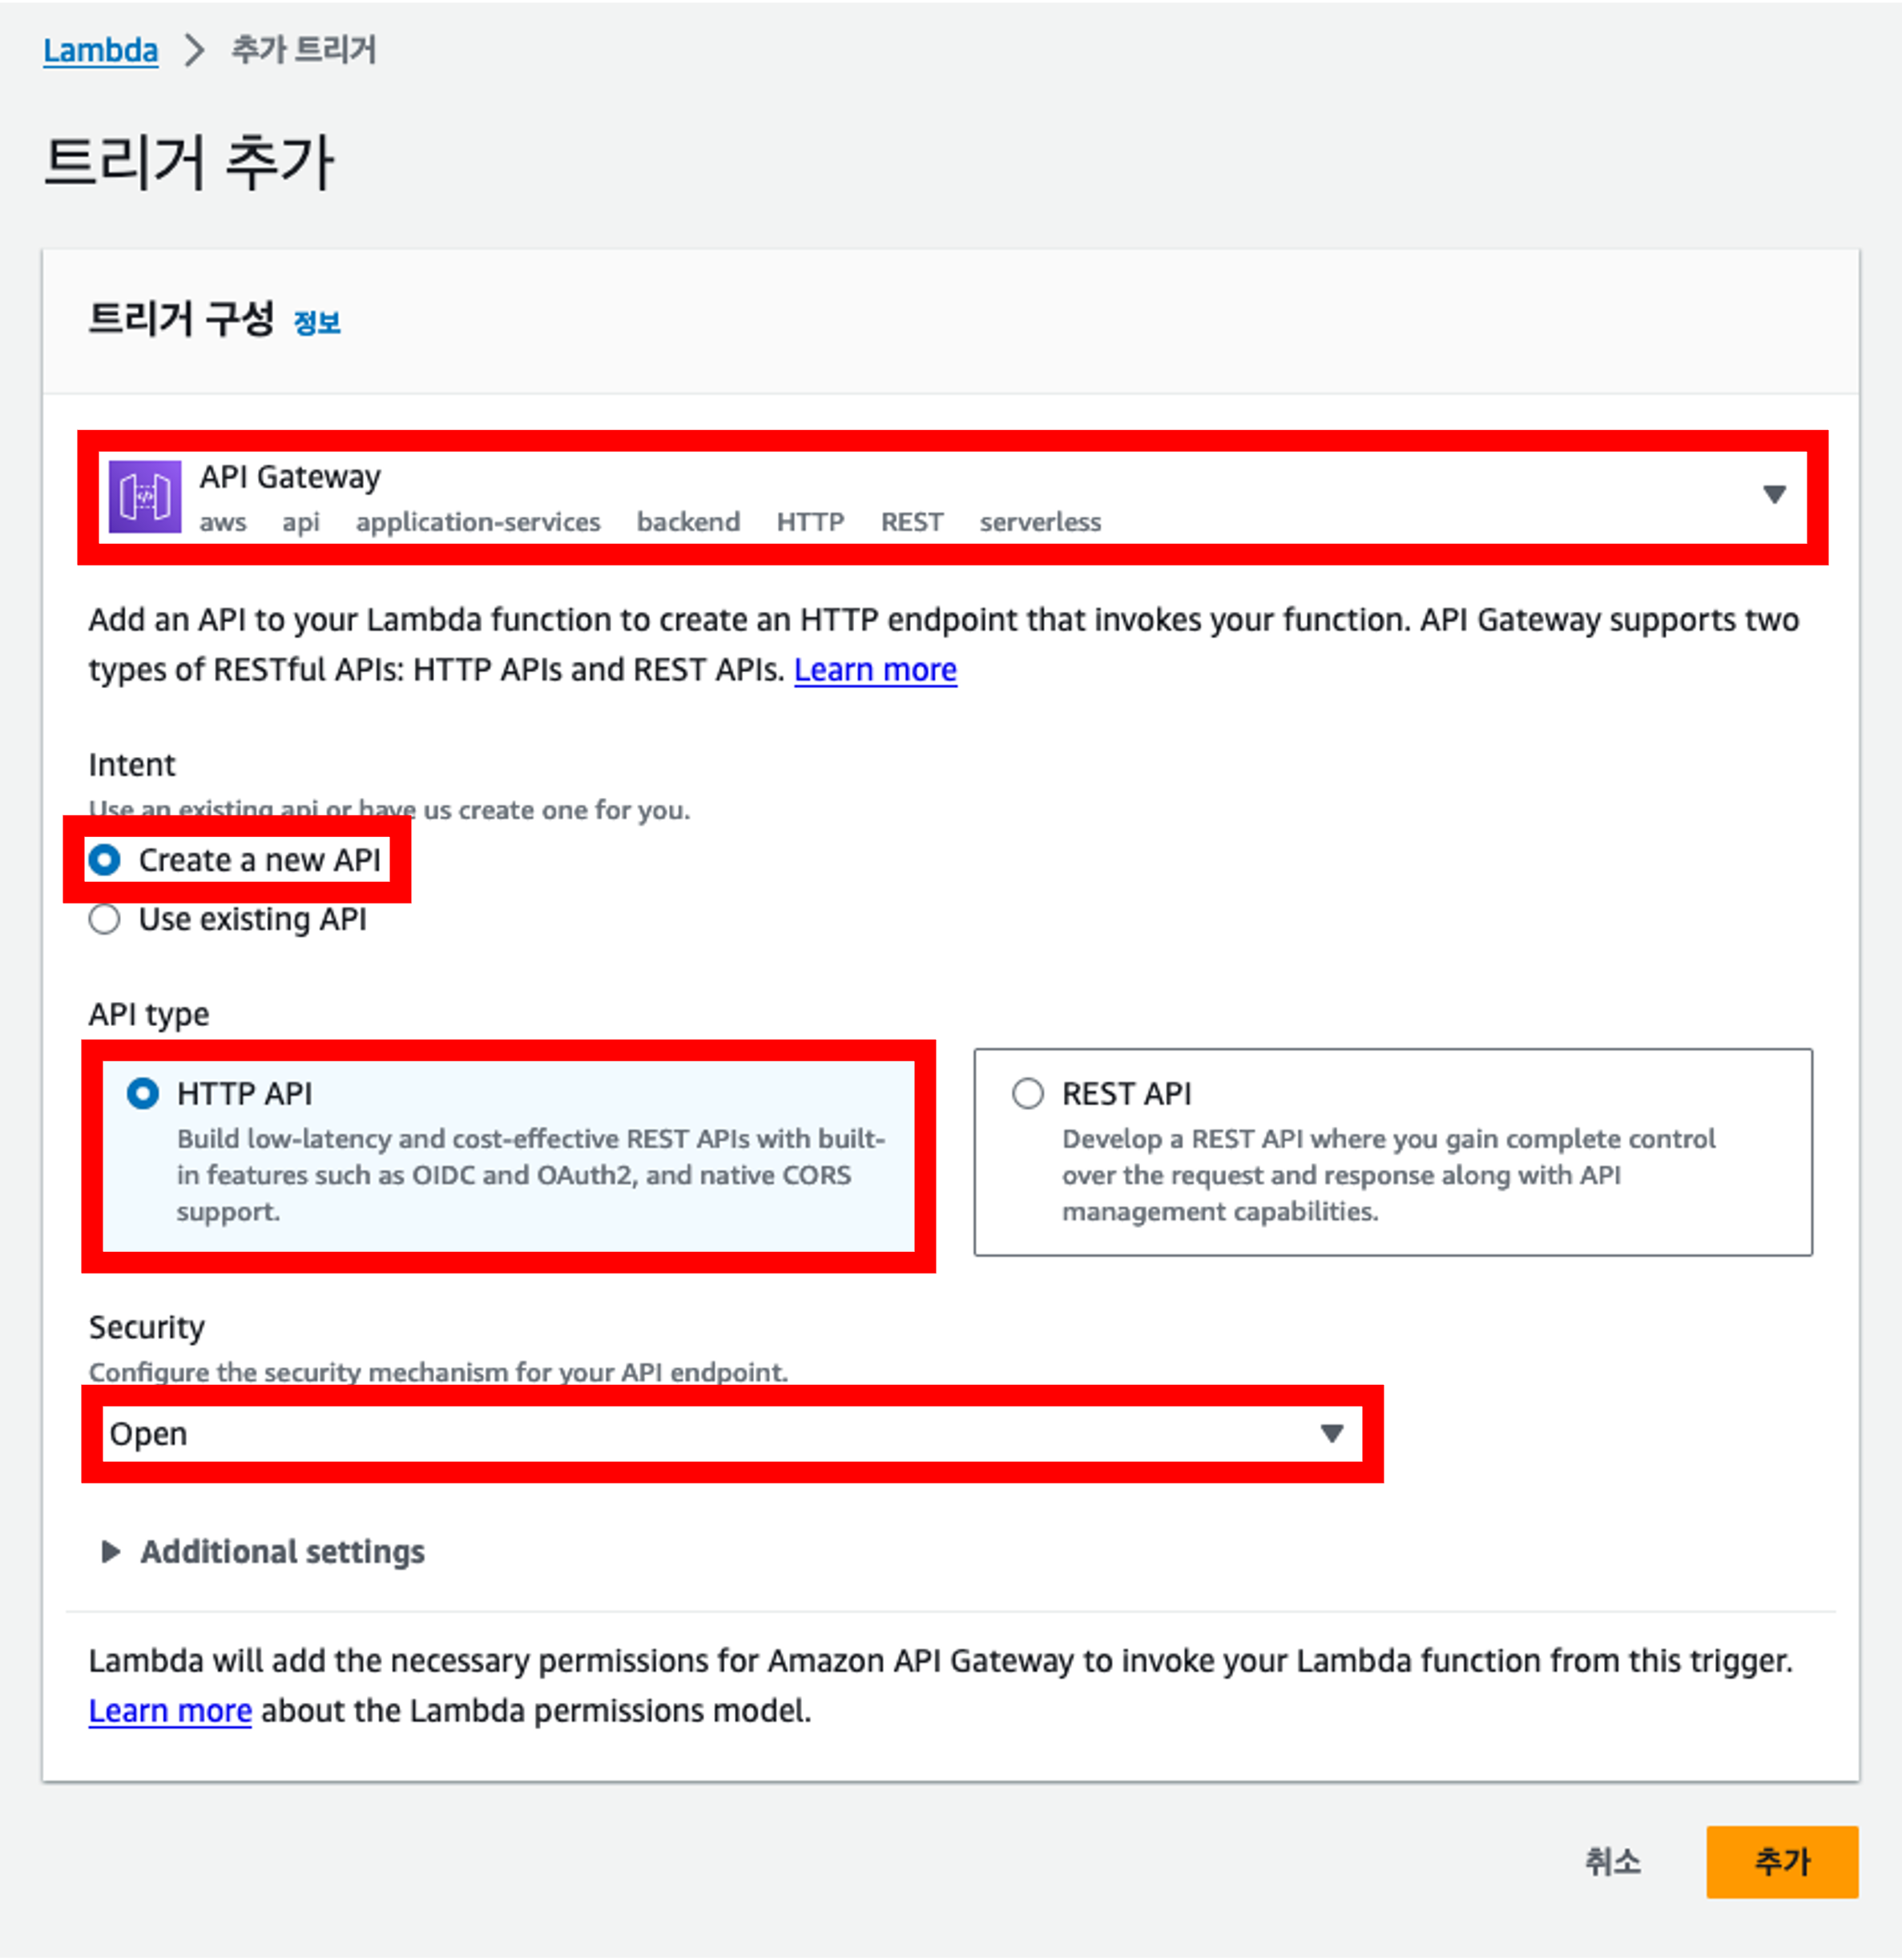 Lambda > 추가 트리거
트리거 추가
트리거 구성 정보
API Gateway
aws api application-services backend HTTP REST serverless
Add an API to your Lambda function to create an HTTP endpoint that invokes your function. API Gateway supports two
types of RESTful APIs: HTTP APIs and REST APIs. Learn more
Intent
Use an existing api or have us create one for you.
Create a new API
Use existing API
API type
HTTP API
Build low-latency and cost-effective REST APIs with built-
in features such as OIDC and OAuth2, and native CORS
support.
REST API
Develop a REST API where you gain complete control
over the request and response along with API
management capabilities.
Security
Configure the security mechanism for your API endpoint.
Open
Additional settings
Lambda will add the necessary permissions for Amazon API Gateway to invoke your Lambda function from this trigger.
Learn more about the Lambda permissions model.
취소 추가